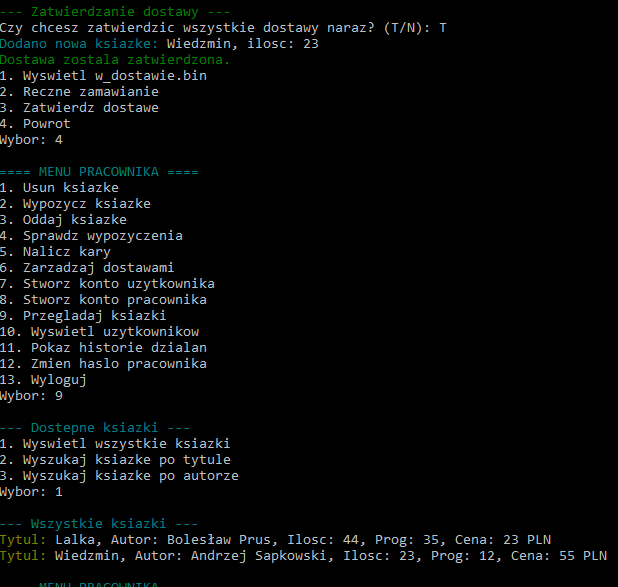 --- Zatwierdzanie dostawy ---
Czy chcesz zatwierdzic wszystkie dostawy naraz? (T/N): T
Dodano nowa ksiazke: Wiedzmin, ilosc: 23
Dostawa zostala zatwierdzona.
1. Wyswietl w_dostawie.bin
2. Reczne zamawianie
3. Zatwierdz dostawe
4. Powrot
Wybor: 4

==== MENU PRACOWNIKA ====
1. Usun ksiazke
2. Wypozycz ksiazke
3. Oddaj ksiazke
4. Sprawdz wypozyczenia
5. Nalicz kary
6. Zarzadzaj dostawami
7. Stworz konto uzytkownika
8. Stworz konto pracownika
9. Przegladaj ksiazki
10. Wyswietl uzytkownikow
11. Pokaz historie dzialan
12. Zmien haslo pracownika
13. Wyloguj
Wybor: 9

--- Dostepne ksiazki ---
1. Wyswietl wszystkie ksiazki
2. Wyszukaj ksiazke po tytule
3. Wyszukaj ksiazke po autorze
Wybor: 1

--- Wszystkie ksiazki ---
Tytul: Lalka, Autor: Bolesław Prus, Ilosc: 44, Prog: 35, Cena: 23 PLN
Tytul: Wiedzmin, Autor: Andrzej Sapkowski, Ilosc: 23, Prog: 12, Cena: 55 PLN

==== MENU PRACOWNIKA ====